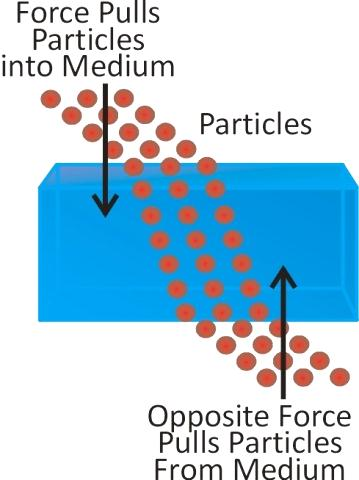 Force Pulls
Particles
into Medium
Particles
Opposite Force
Pulls Particles
From Medium